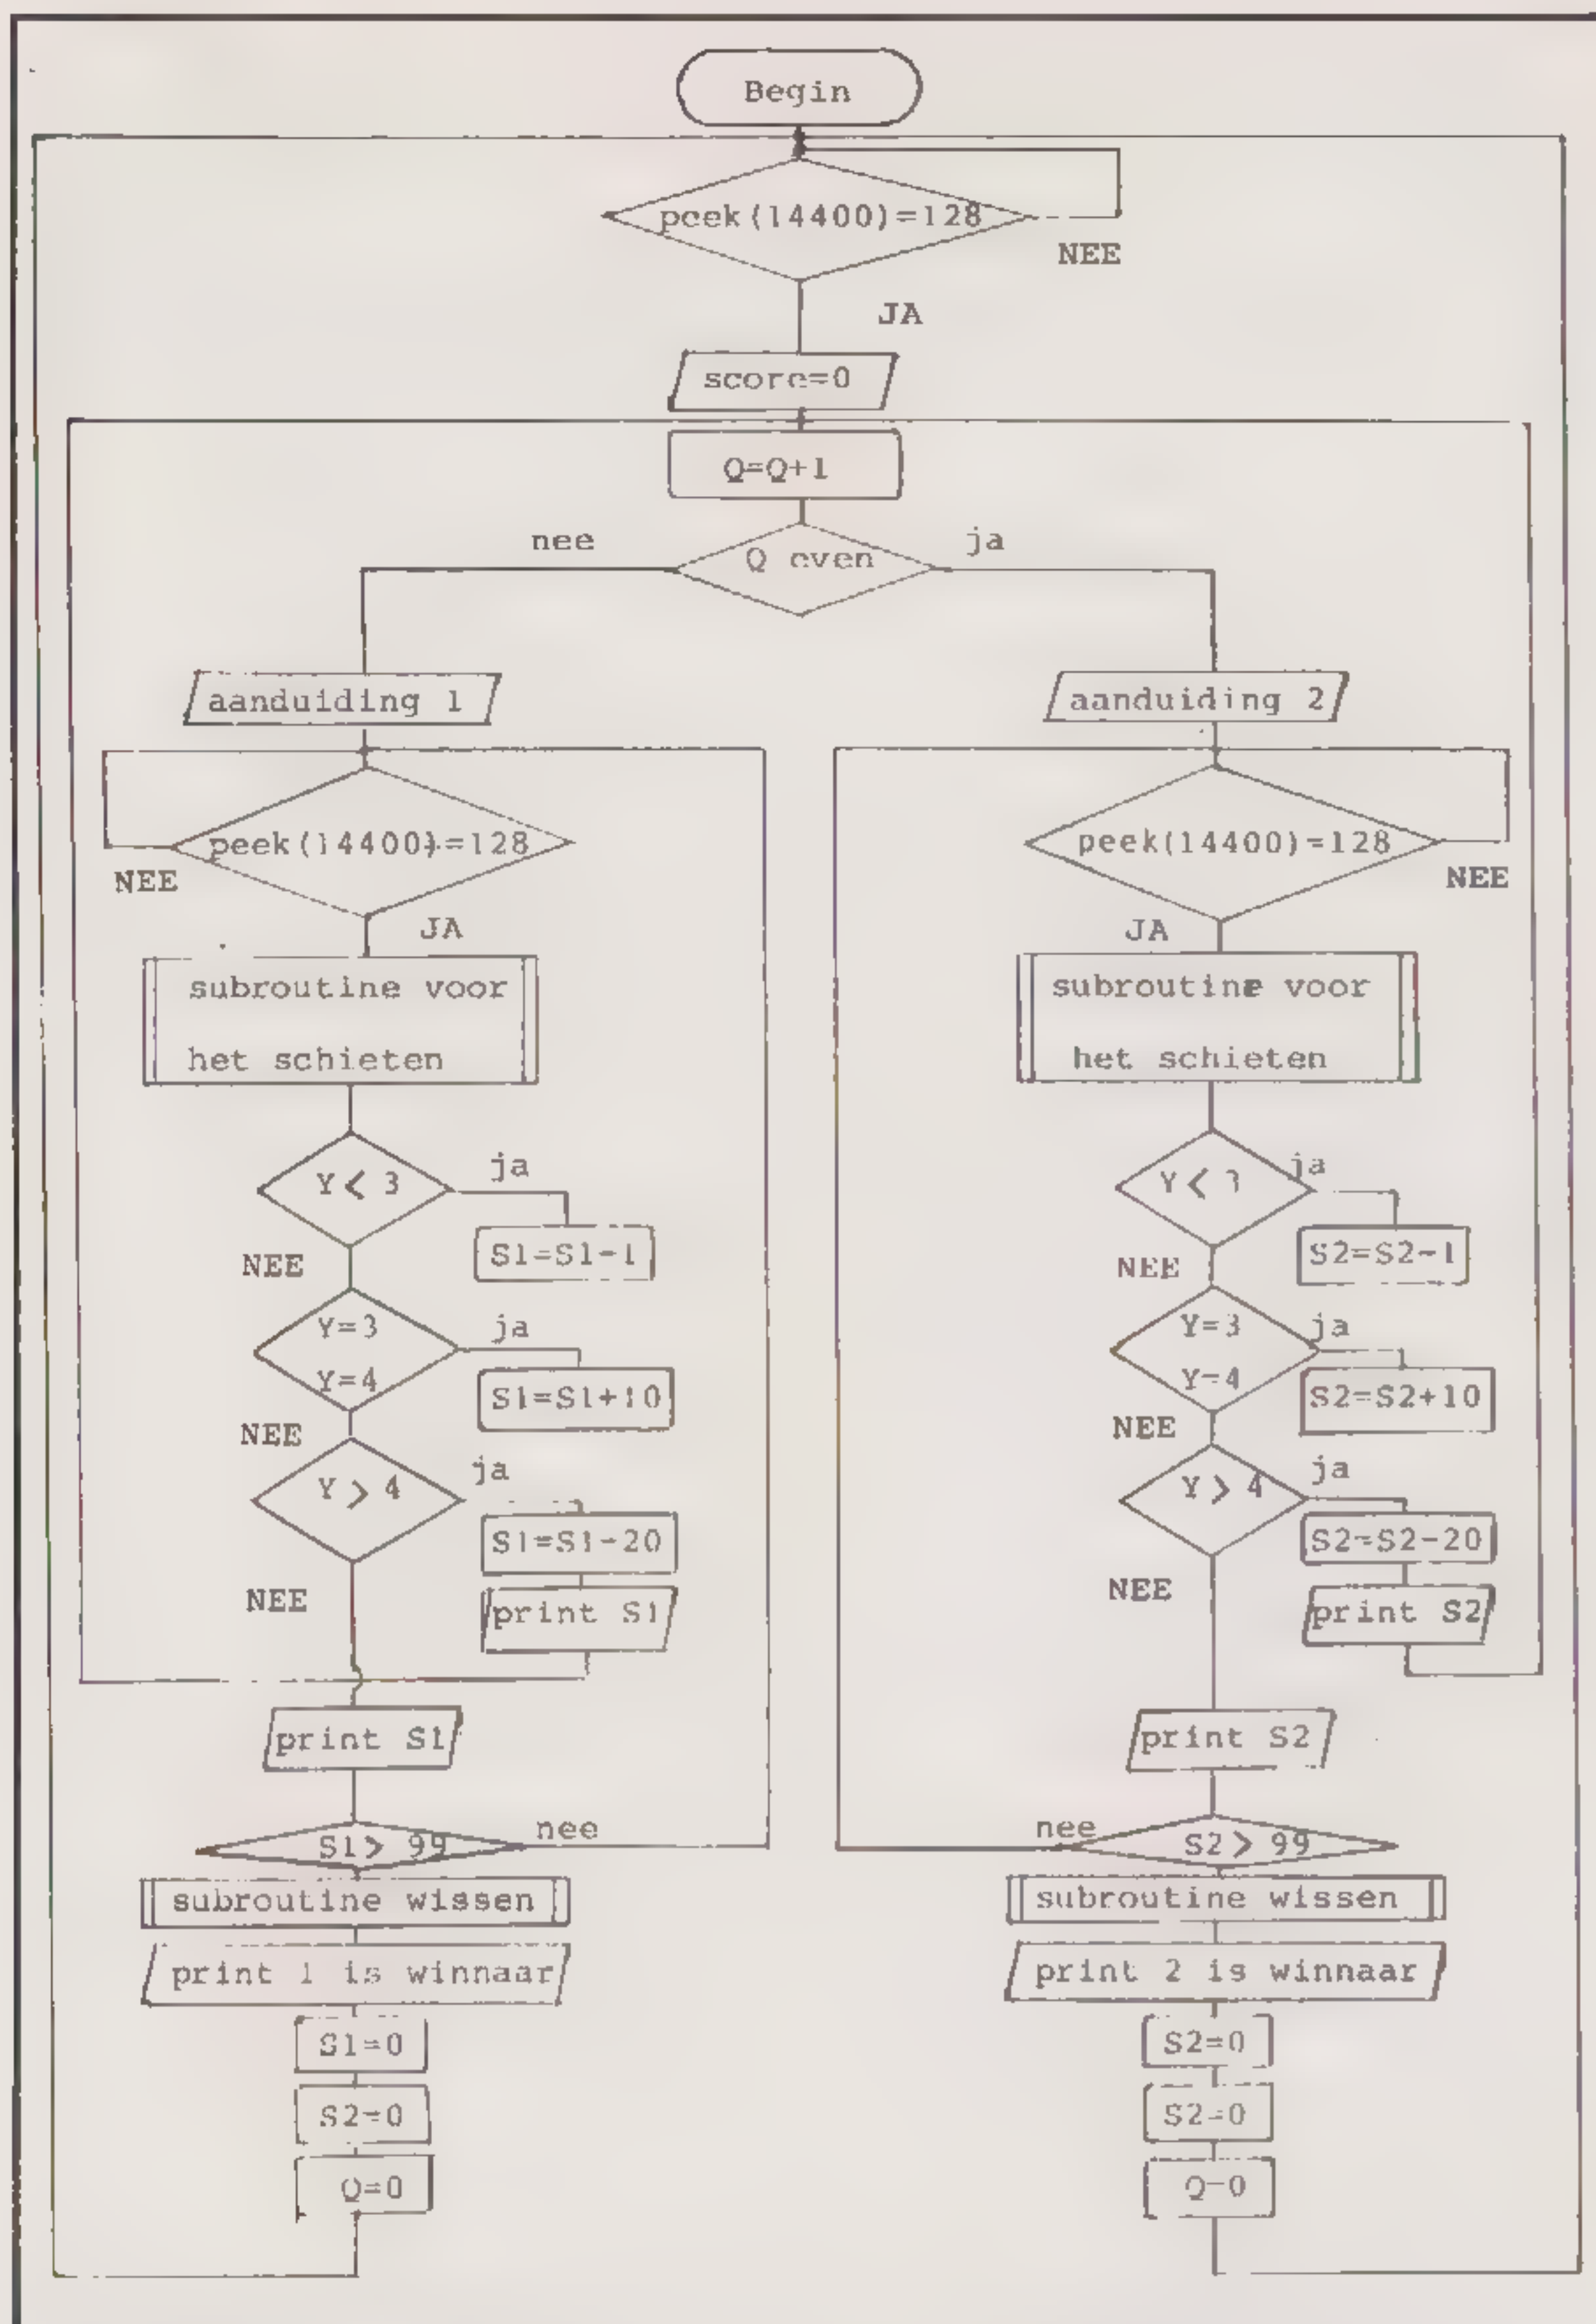 Begin
peek(14400)=128
NEE
JA
score=0
Q=Q+1
nee
Q even
ja
aanduiding 1
peek(14400)=128
NEE
JA
subroutine voor
het schieten
Y < 3
ja
S1=S1-1
NEE
Y=3
Y=4
ja
S1=S1+10
NEE
Y > 4
ja
S1=S1-20
NEE
print S1
print S1
S1> 99
nee
subroutine wissen
print 1 is winnaar
S1=0
S2=0
Q=0
aanduiding 2
peek(14400)=128
NEE
JA
subroutine voor
het schieten
Y < 3
ja
S2=S2-1
NEE
Y=3
Y=4
ja
S2=S2+10
NEE
Y > 4
ja
S2=S2-20
NEE
print S2
print S2
nee
S2> 99
subroutine wissen
print 2 is winnaar
S2=0
S2=0
Q=0